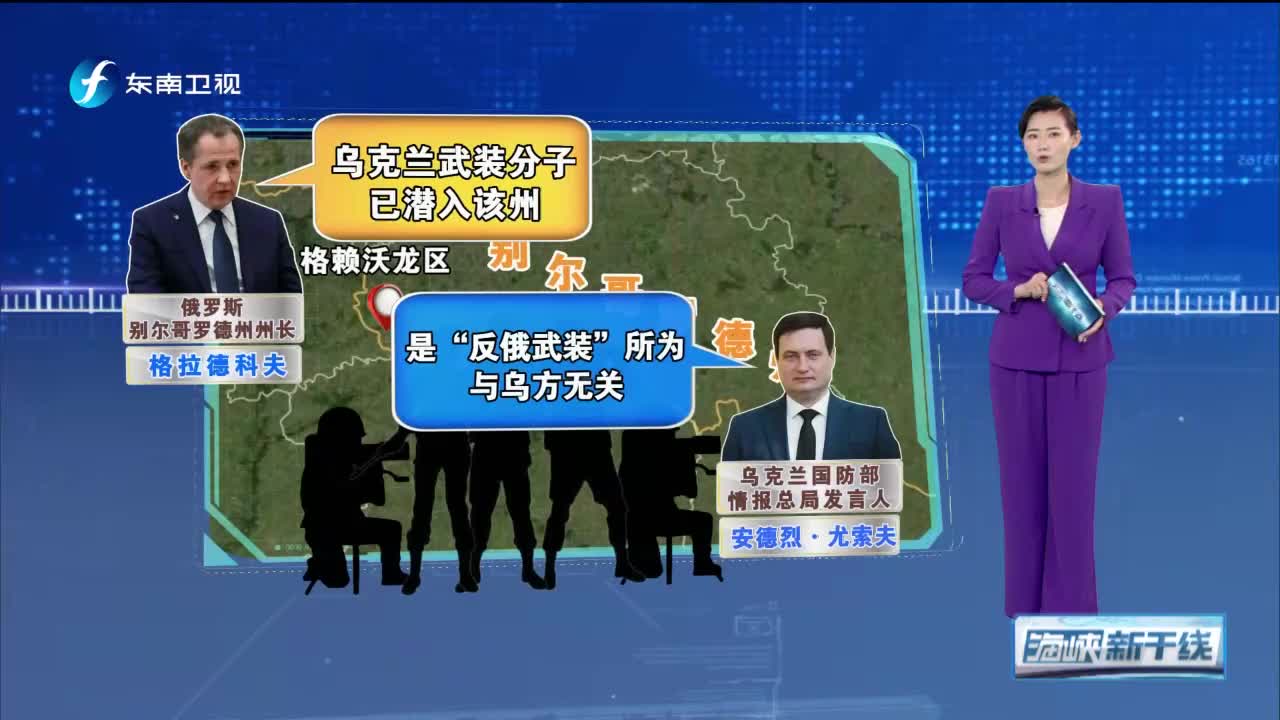 东南卫视
乌克兰武装分子
已潜入该州
格赖沃龙区
别尔哥
德
俄罗斯
别尔哥罗德州州长
格拉德科夫
是“反俄武装”所为
与乌方无关
乌克兰国防部
情报总局发言人
安德烈·尤索夫
海峡新干线